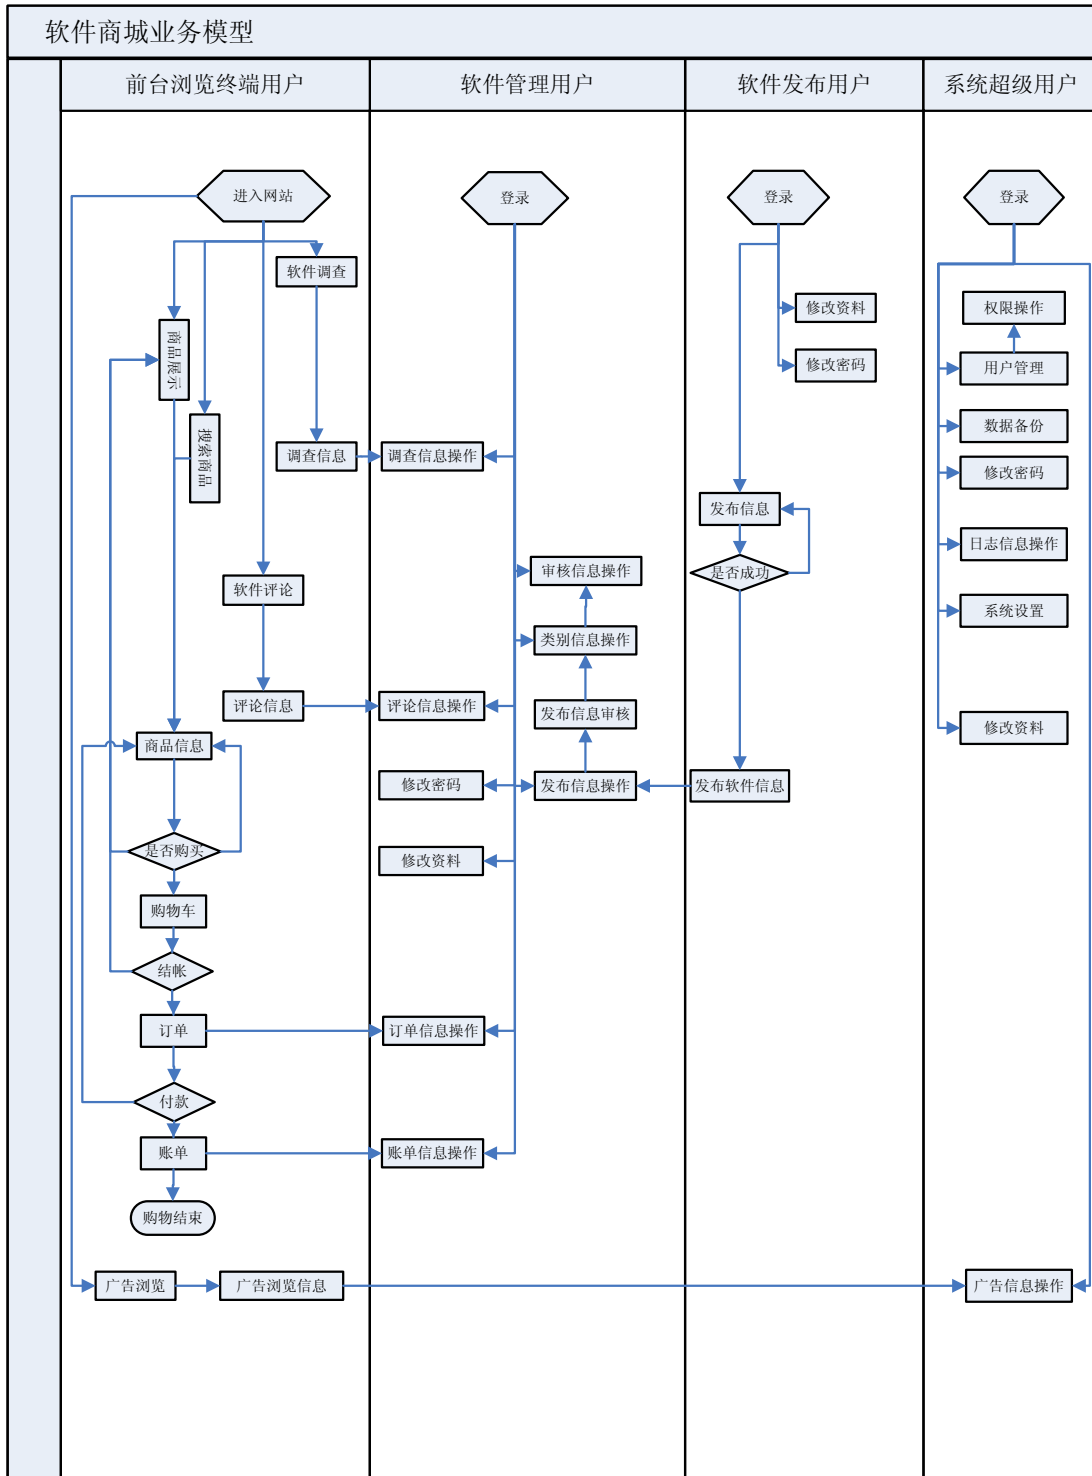 软件商城业务模型
前台浏览终端用户
软件管理用户
软件发布用户
系统超级用户
进入网站
登录
登录
登录
软件调查
修改资料
权限操作
商品展示
修改密码
用户管理
搜索商品
数据备份
调查信息
调查信息操作
修改密码
发布信息
日志信息操作
审核信息操作
是否成功
软件评论
系统设置
类别信息操作
评论信息
评论信息操作
发布信息审核
修改资料
商品信息
修改密码
发布信息操作
发布软件信息
是否购买
修改资料
购物车
结帐
订单
订单信息操作
付款
账单
账单信息操作
购物结束
广告浏览
广告浏览信息
广告信息操作